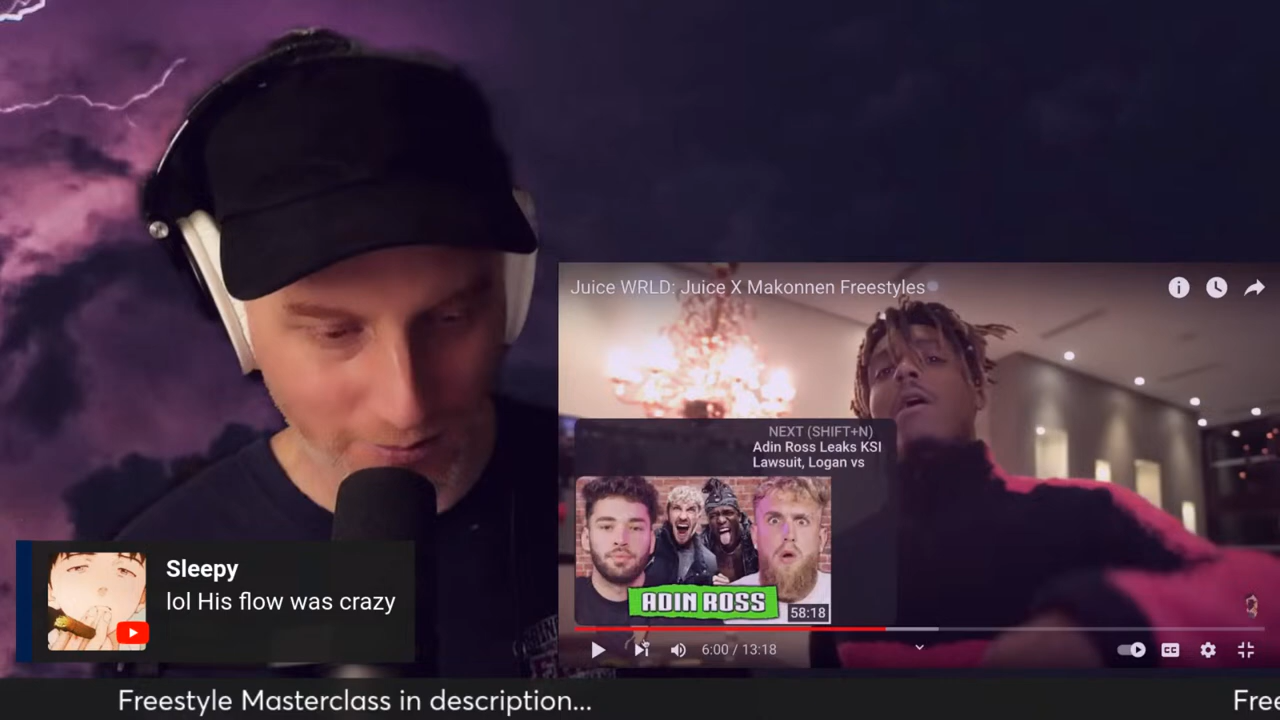 Juice WRLD: Juice X Makonnen Freestyles
NEXT (SHIFT+N)
Adin Ross Leaks KSI
Lawsuit, Logan vs
ADIN ROSS
58:18
6:00 / 13:18
CC
Sleepy
lol His flow was crazy
Freestyle Masterclass in description...
Free